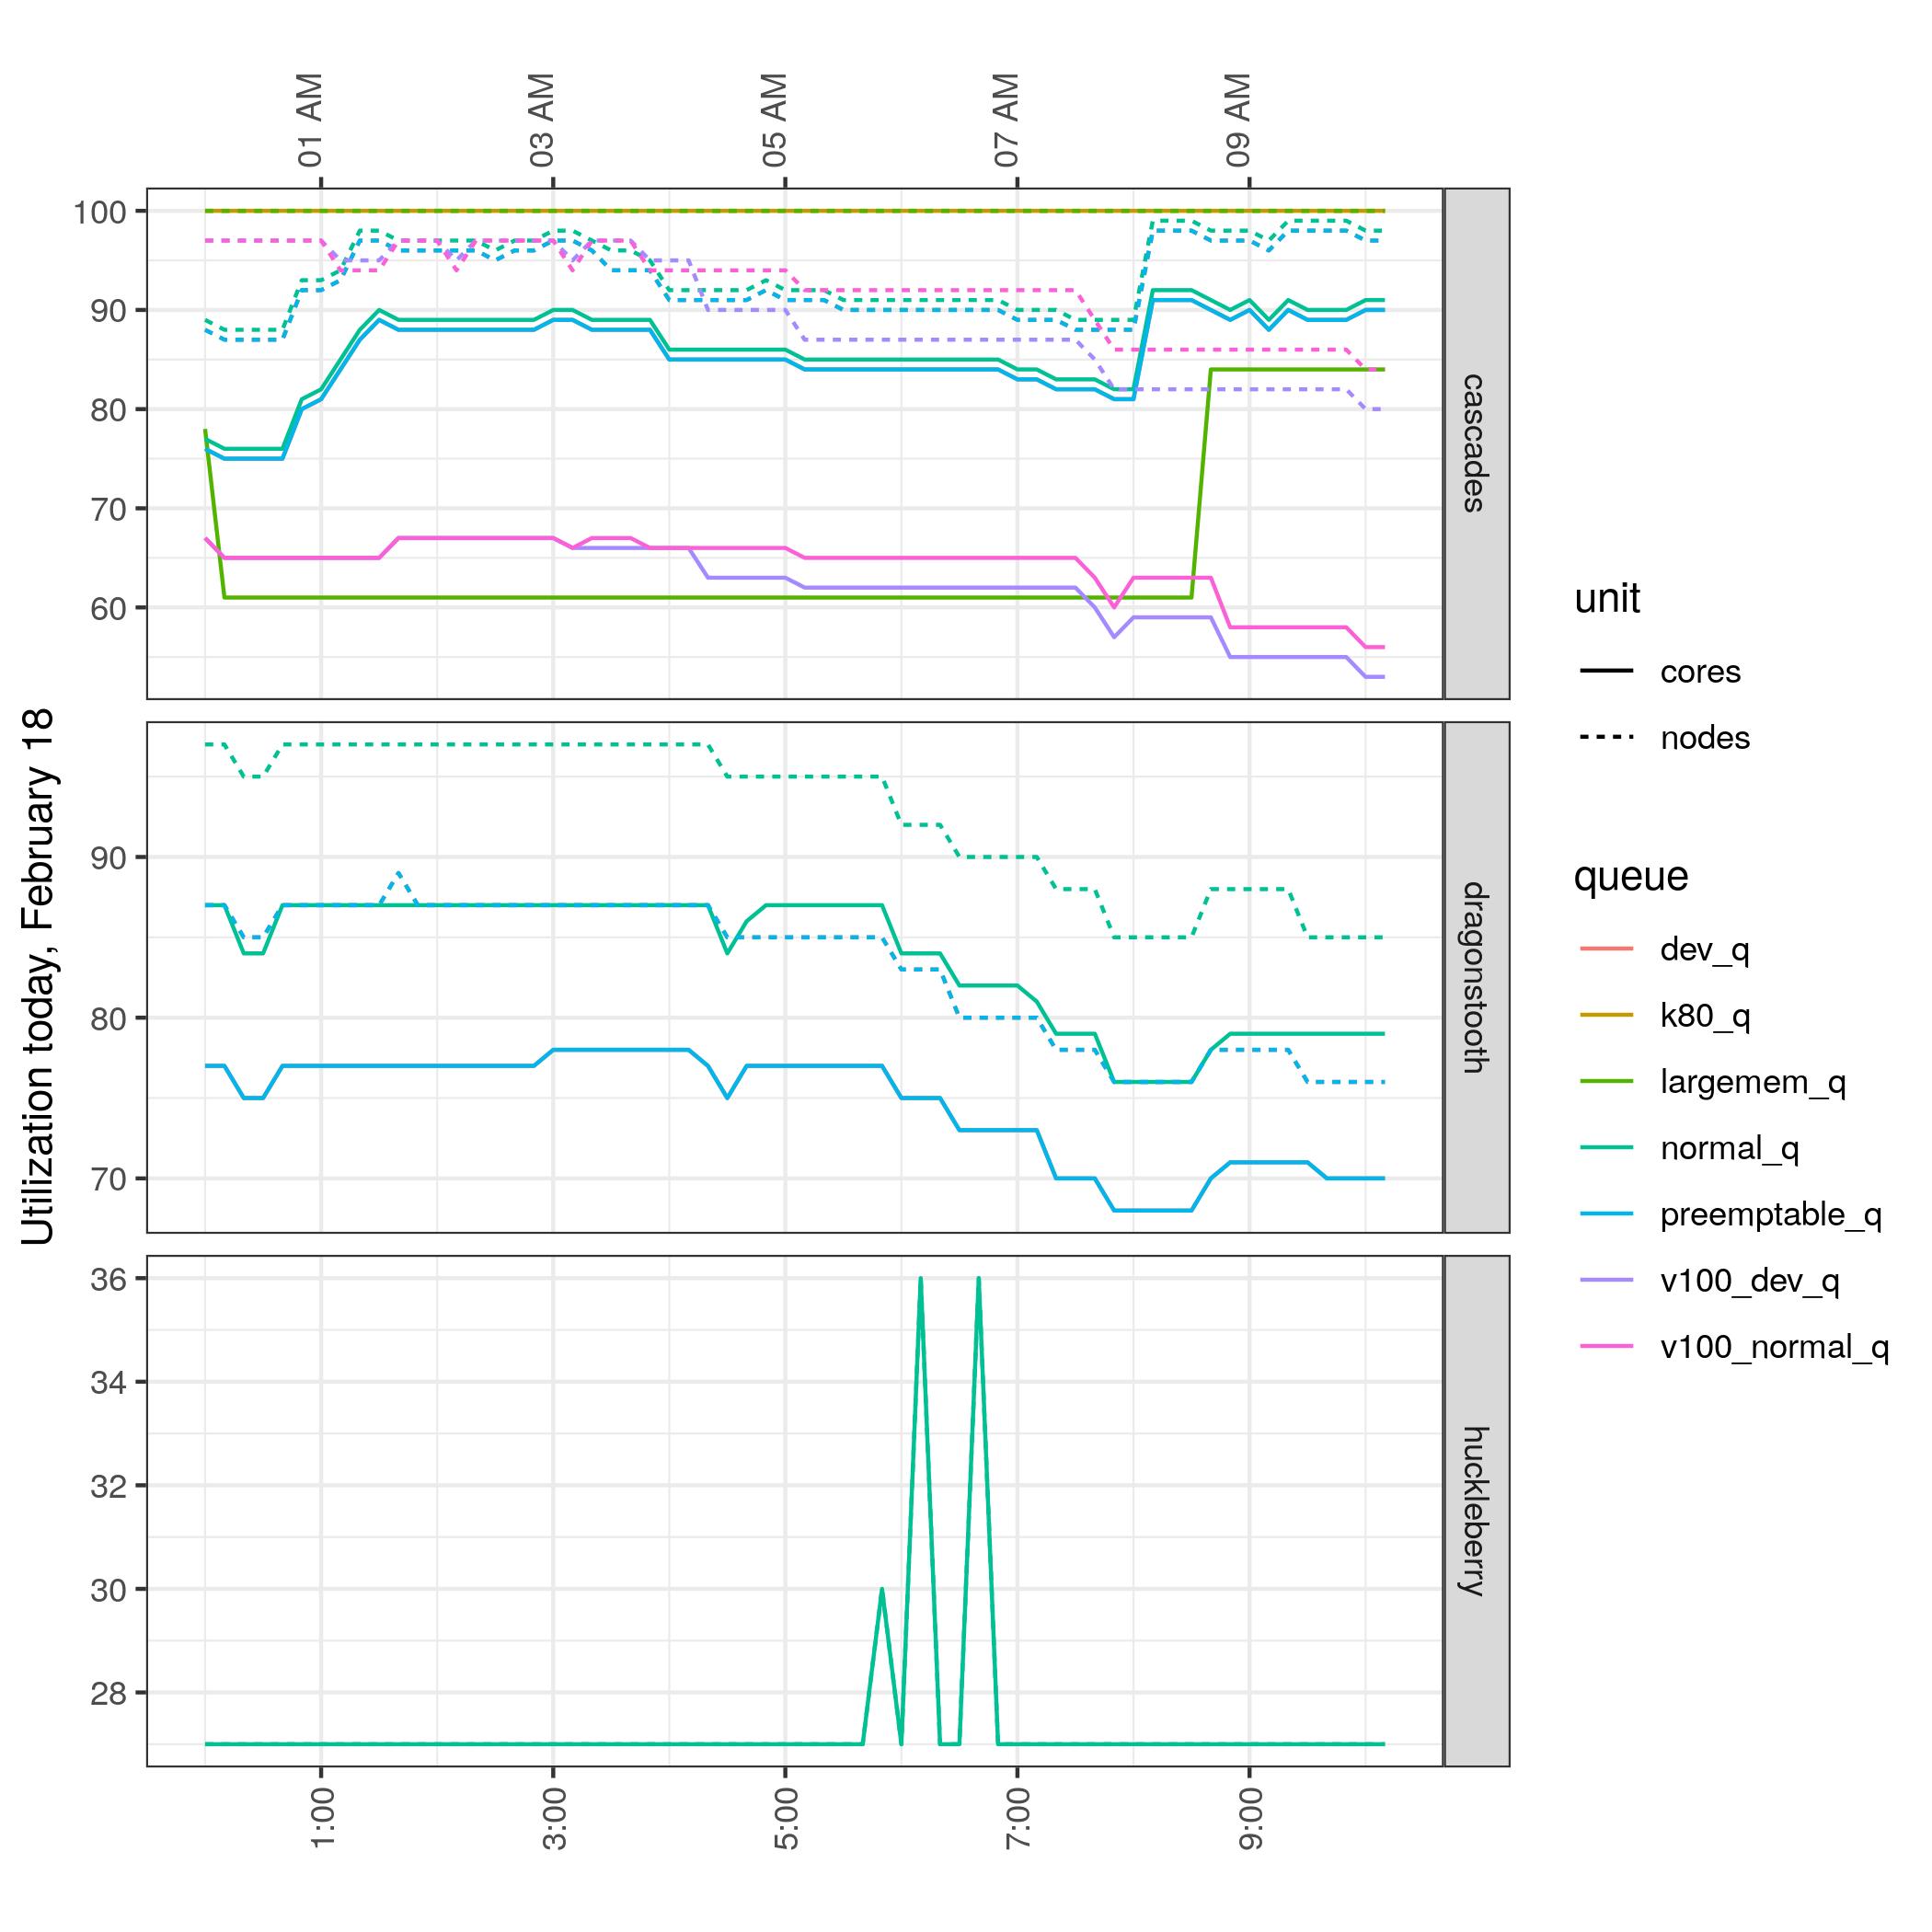 01 AM
03 AM
05 AM
07 AM
09 AM
Utilization today, February 18
100
90
80
70
60
cascades
90
80
70
dragonstooth
36
34
32
30
28
huckleberry
1:00
3:00
5:00
7:00
9:00
unit
cores
nodes
queue
dev_q
k80_q
largemem_q
normal_q
preemptable_q
v100_dev_q
v100_normal_q